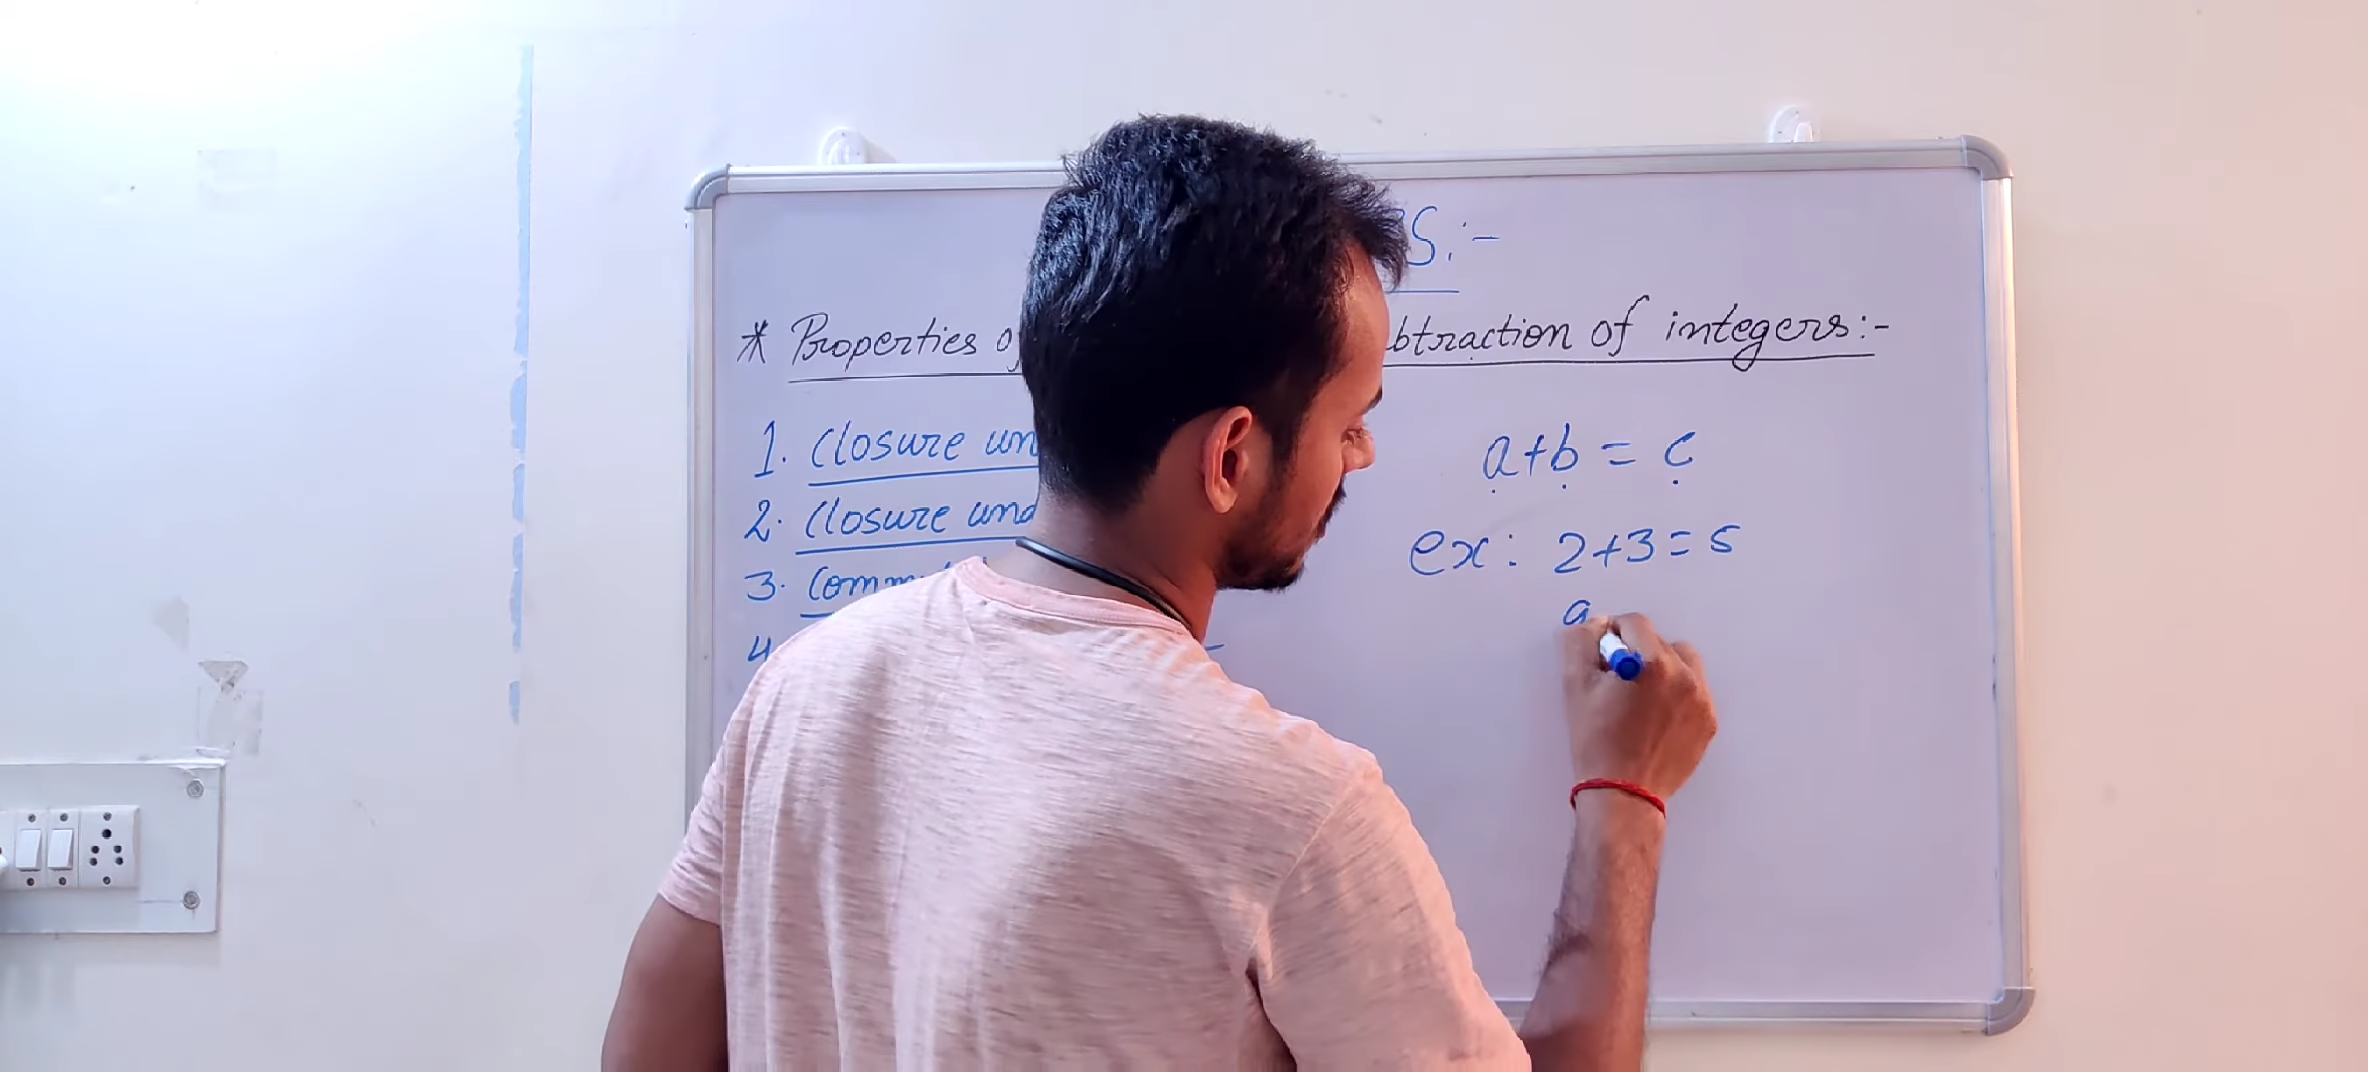 S:-
* Properties of btraction of integers:-
1. Closure un
2. Closure und
3. Comm
4
a+b = c
ex: 2+3=5
a